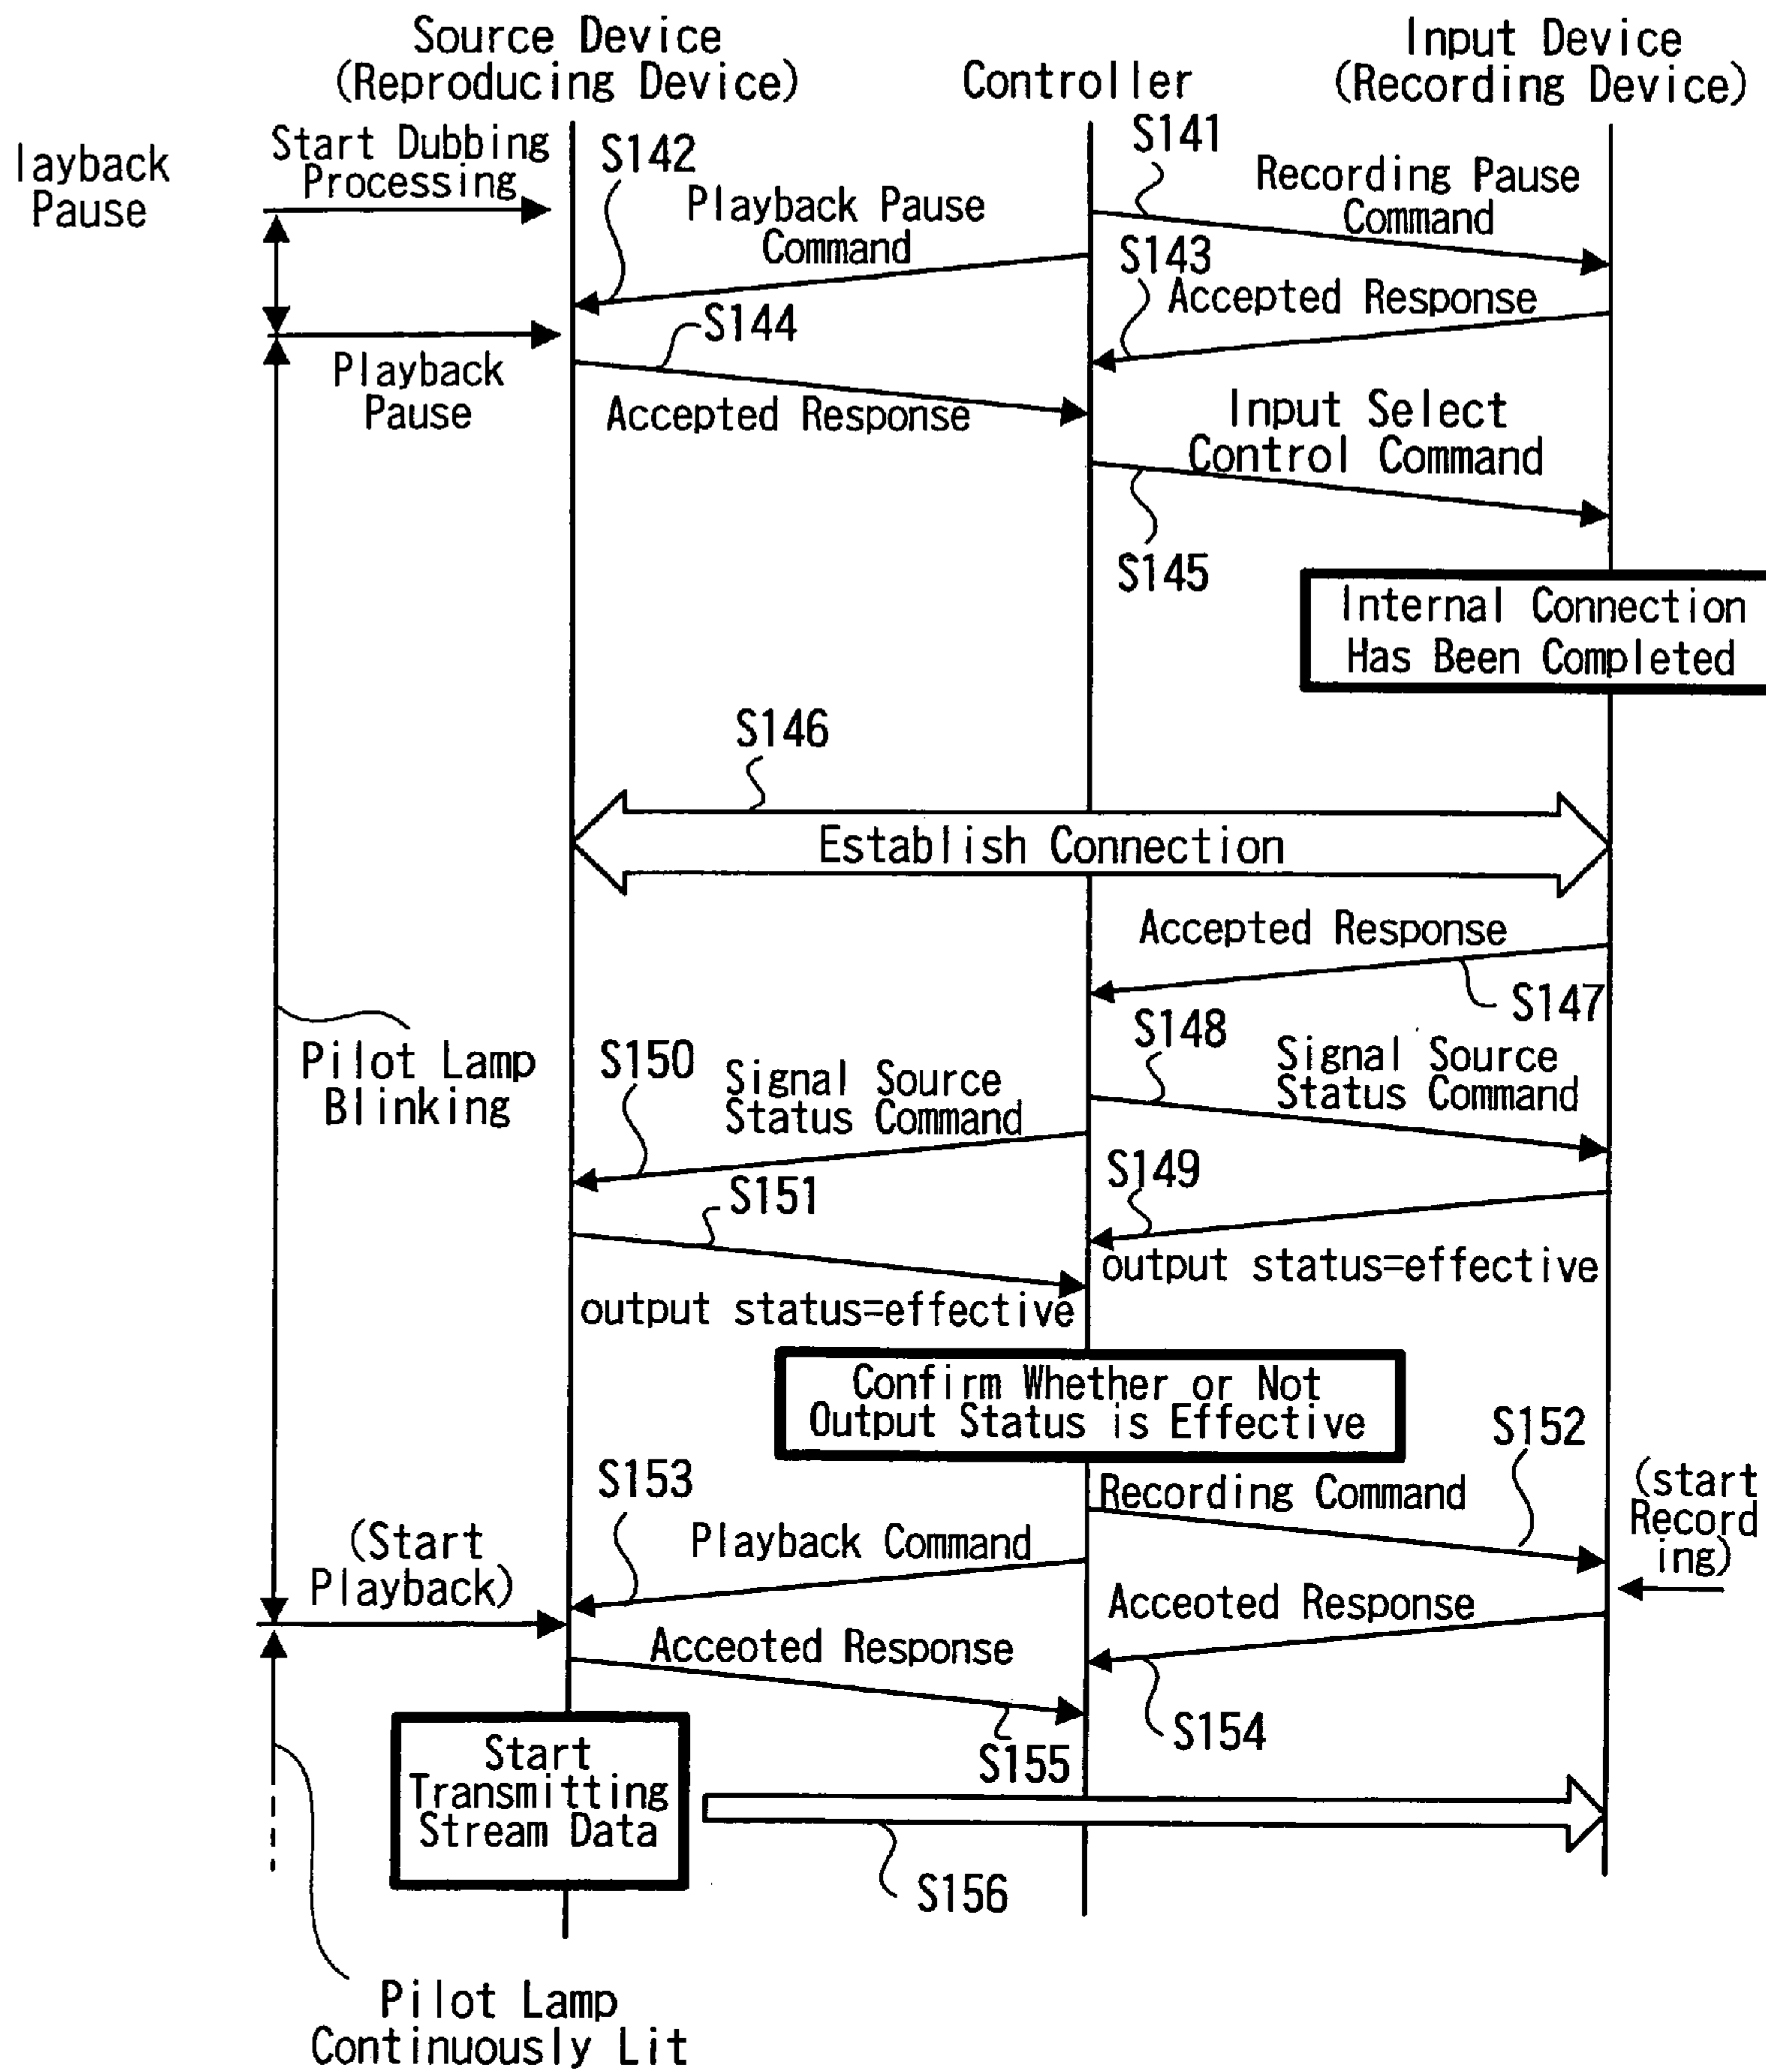 Source Device
(Reproducing Device)
Controller
Input Device
(Recording Device)
layback
Pause
Start Dubbing
Processing
S142
Playback Pause
Command
S141
Recording Pause
Command
S143
Accepted Response
S144
Playback
Pause
Accepted Response
Input Select
Control Command
S145
Internal Connection
Has Been Completed
S146
Establish Connection
Accepted Response
S147
Pilot Lamp
Blinking
S150
Signal Source
Status Command
S148
Signal Source
Status Command
S149
S151
output status=effective
output status=effective
Confirm Whether or Not
Output Status is Effective
S152
Recording Command
(start
Record
ing)
S153
Playback Command
(Start
Playback)
Acceoted Response
Acceoted Response
S154
S155
Start
Transmitting
Stream Data
S156
Pilot Lamp
Continuously Lit